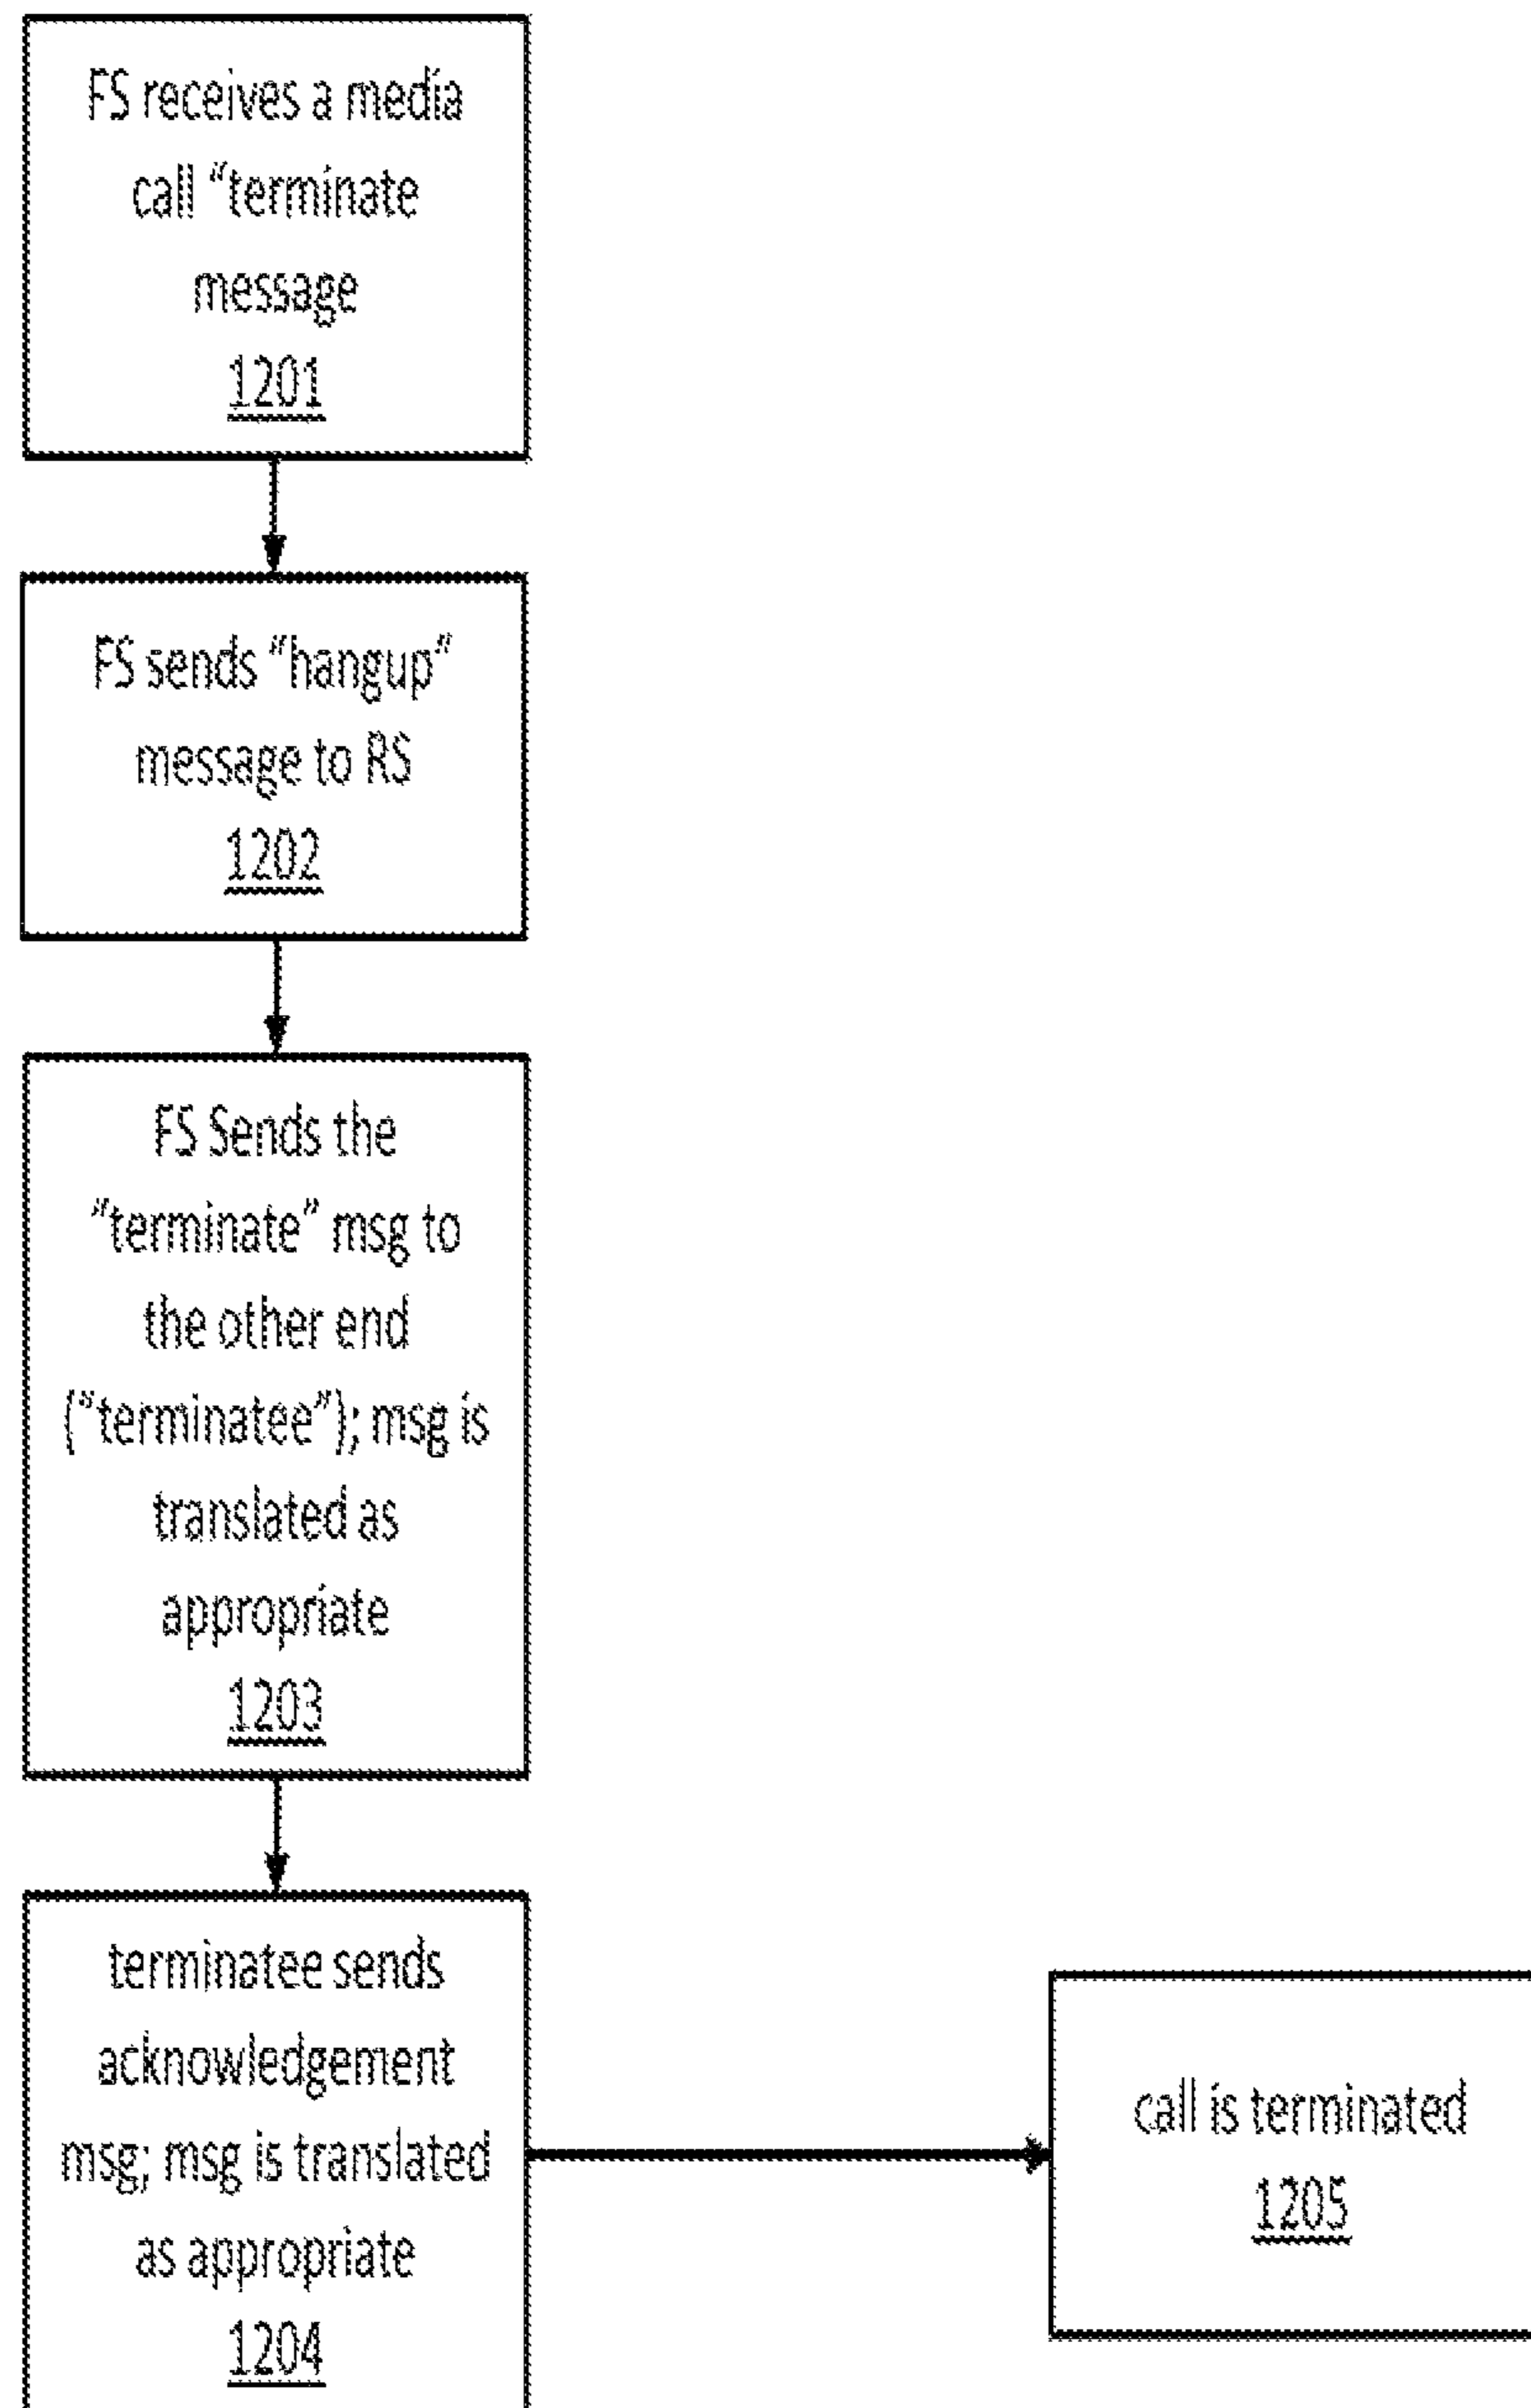 FS receives a media
call “terminate
message
1201
FS sends “hangup”
message to RS
1202
FS Sends the
“terminate” msg to
the other end
(“terminatee”); msg is
translated as
appropriate
1203
terminatee sends
acknowledgement
msg; msg is translated
as appropriate
1204
call is terminated
1205